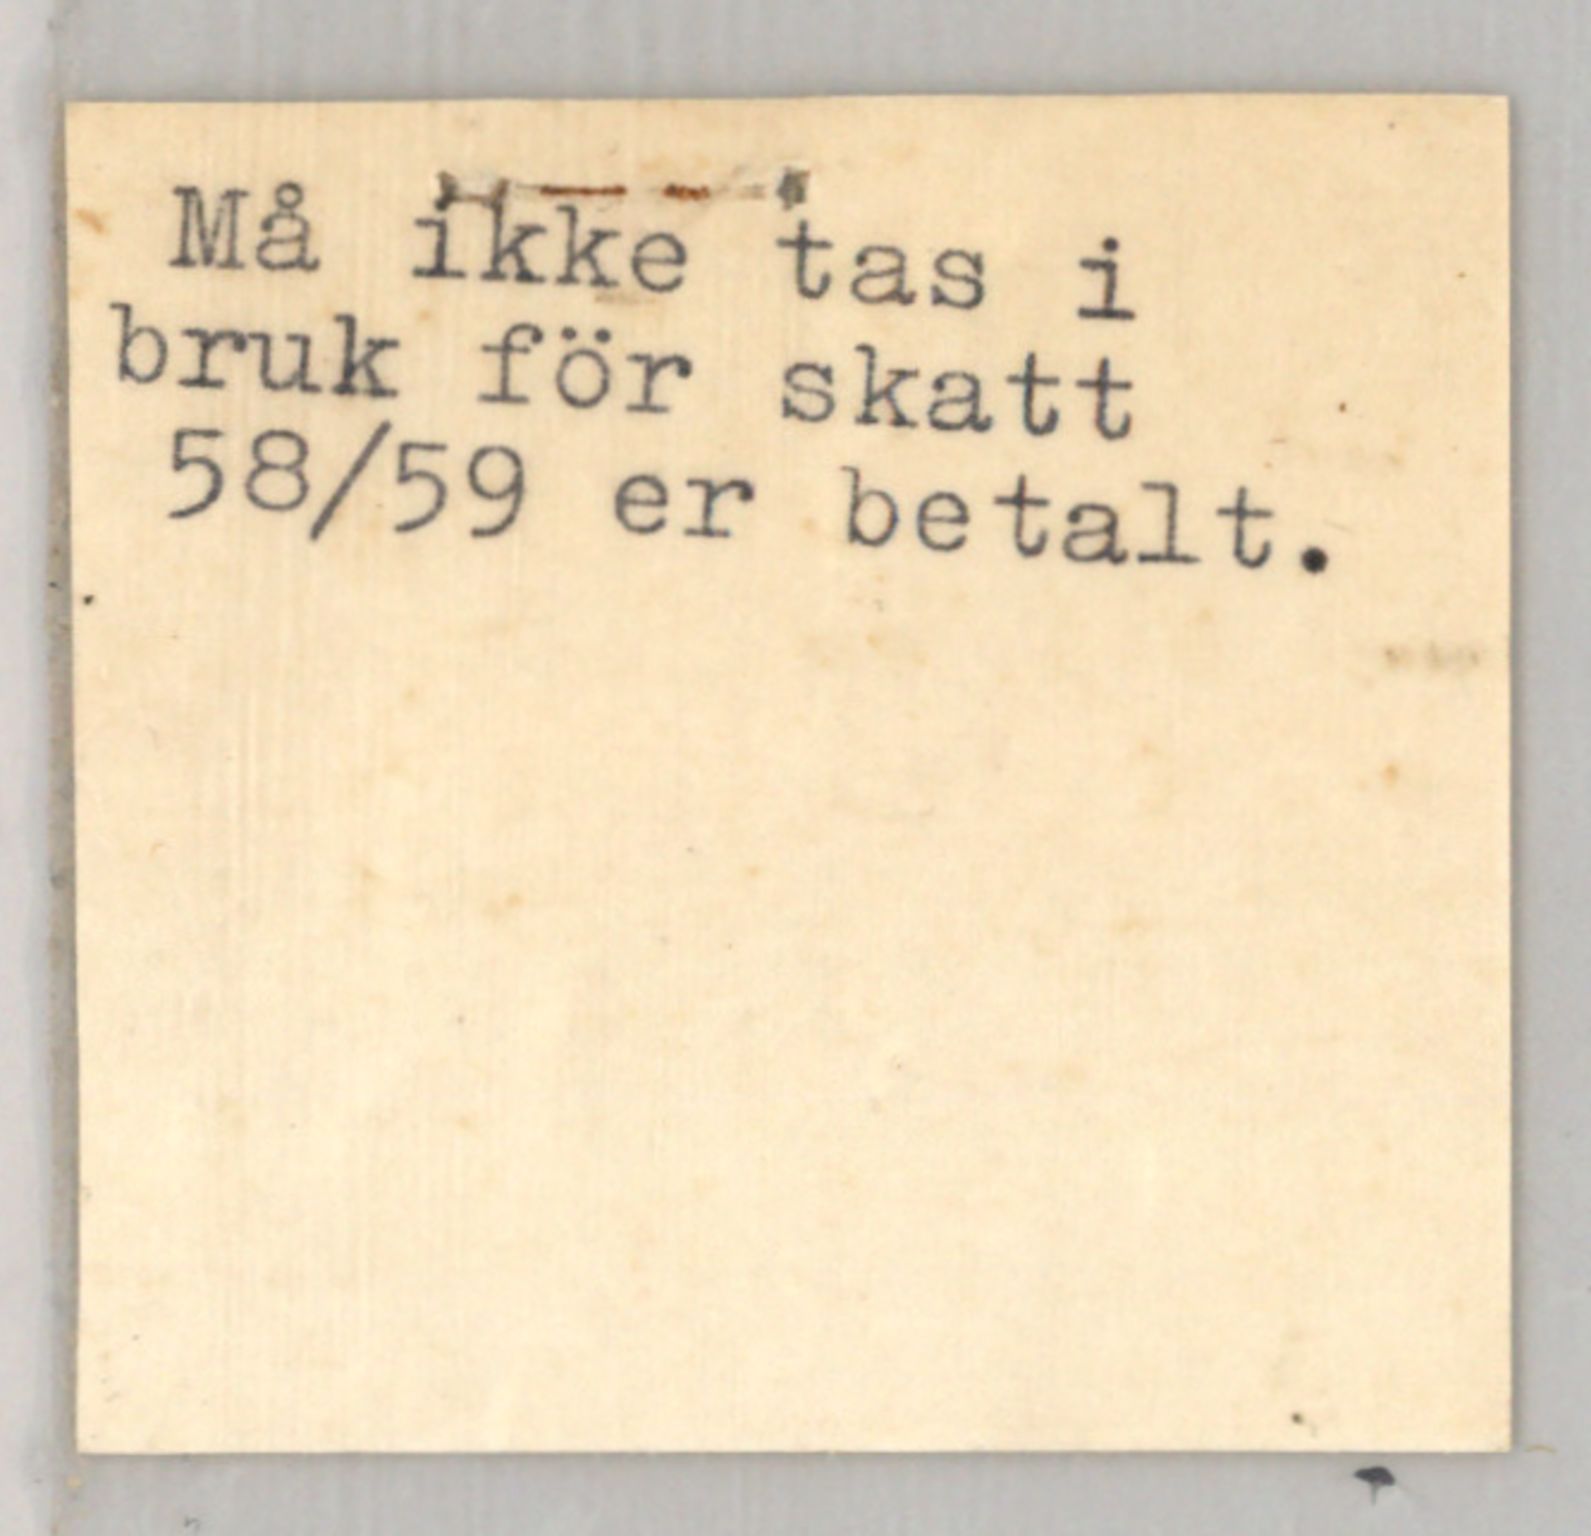 Må ikke tas i
bruk för skatt
58/59 er betalt.